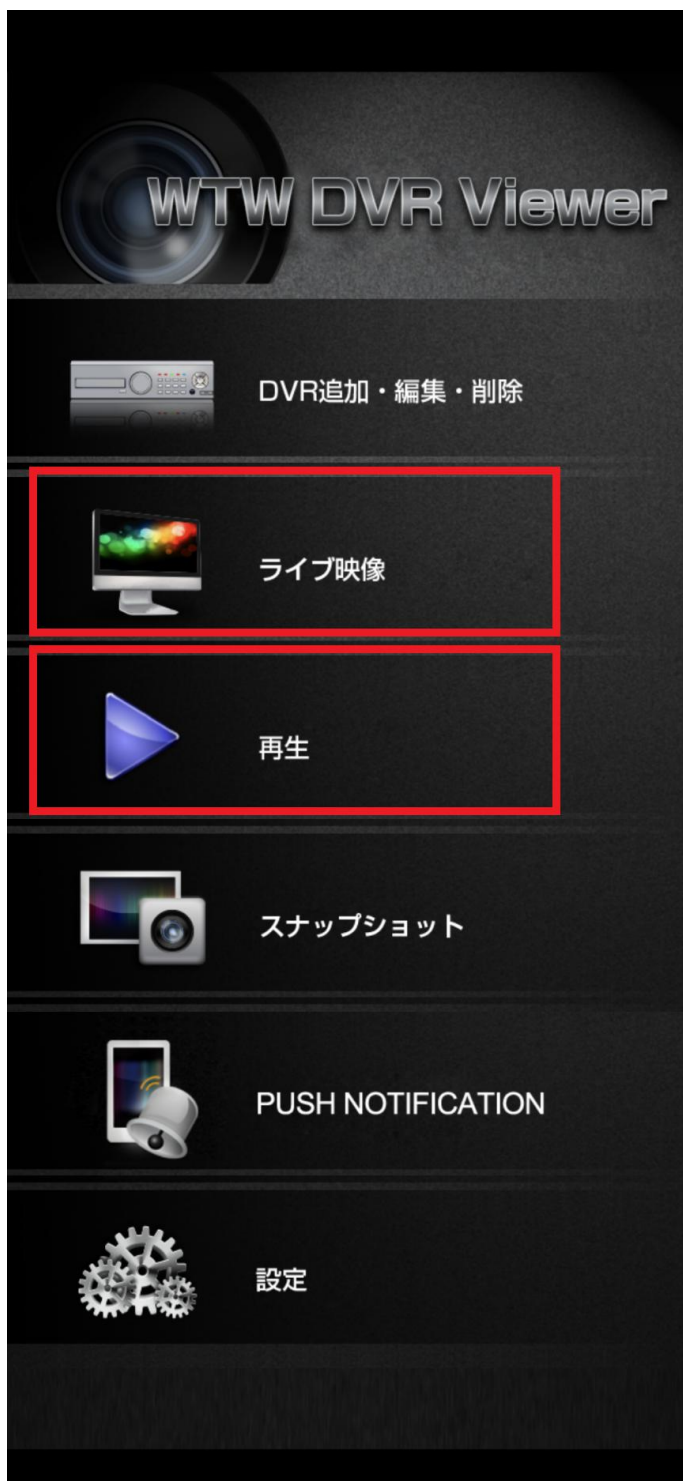 WTW DVR Viewer
DVR追加・編集・削除
ライブ映像
再生
スナップショット
PUSH NOTIFICATION
設定